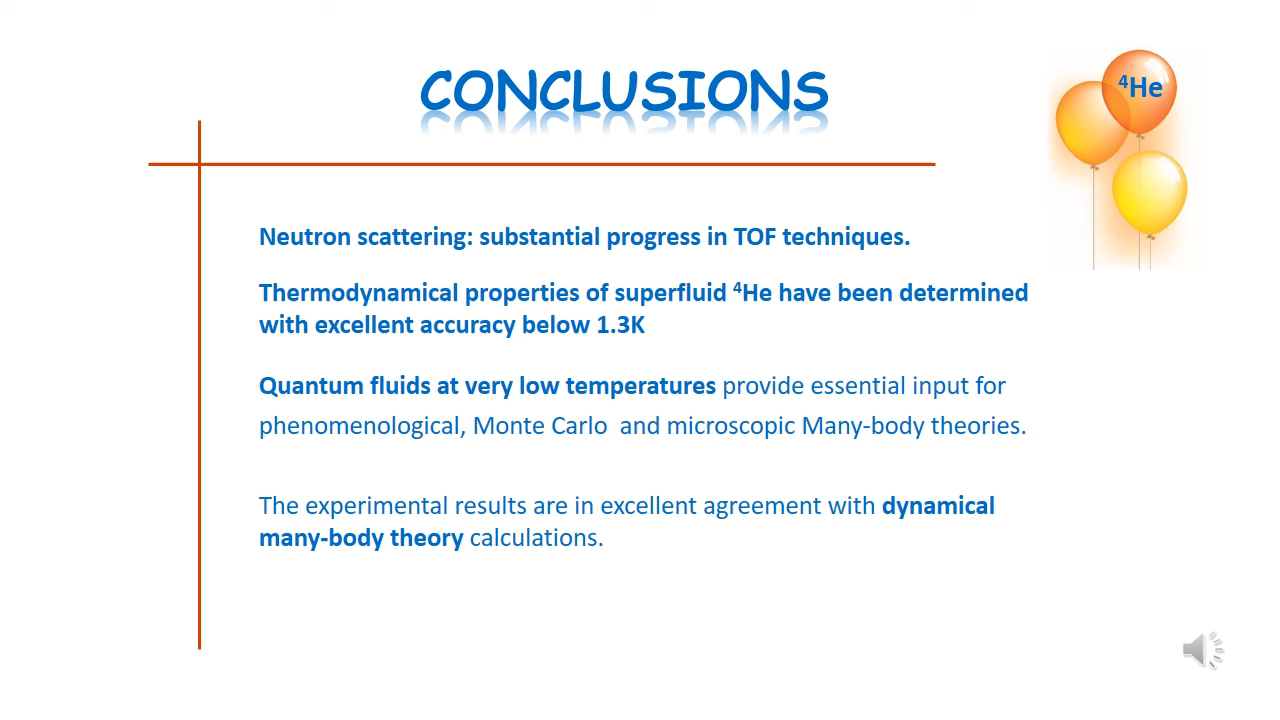 CONCLUSIONS
⁴He
Neutron scattering: substantial progress in TOF techniques.
Thermodynamical properties of superfluid ⁴He have been determined
with excellent accuracy below 1.3K
Quantum fluids at very low temperatures provide essential input for
phenomenological, Monte Carlo  and microscopic Many-body theories.
The experimental results are in excellent agreement with dynamical
many-body theory calculations.